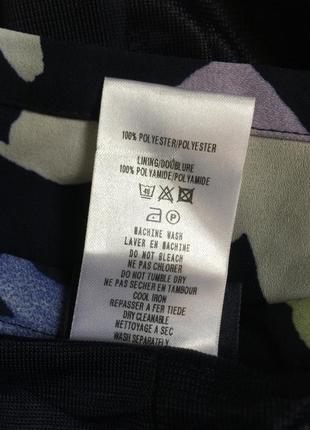 100% POLYESTER/POLYESTER
LINING/DOUBLURE
100% POLYAMIDE/POLYAMIDE
40
P
MACHINE WASH
LAVER EN MACHINE
DO NOT BLEACH
NE PAS CHLORER
DO NOT TUMBLE DRY
NE PAS SECHER EN TAMBOUR
COOL IRON
REPASSER A FER TIEDE
DRY CLEANABLE
NETTOYAGE A SEC
WASH SEPARATELY